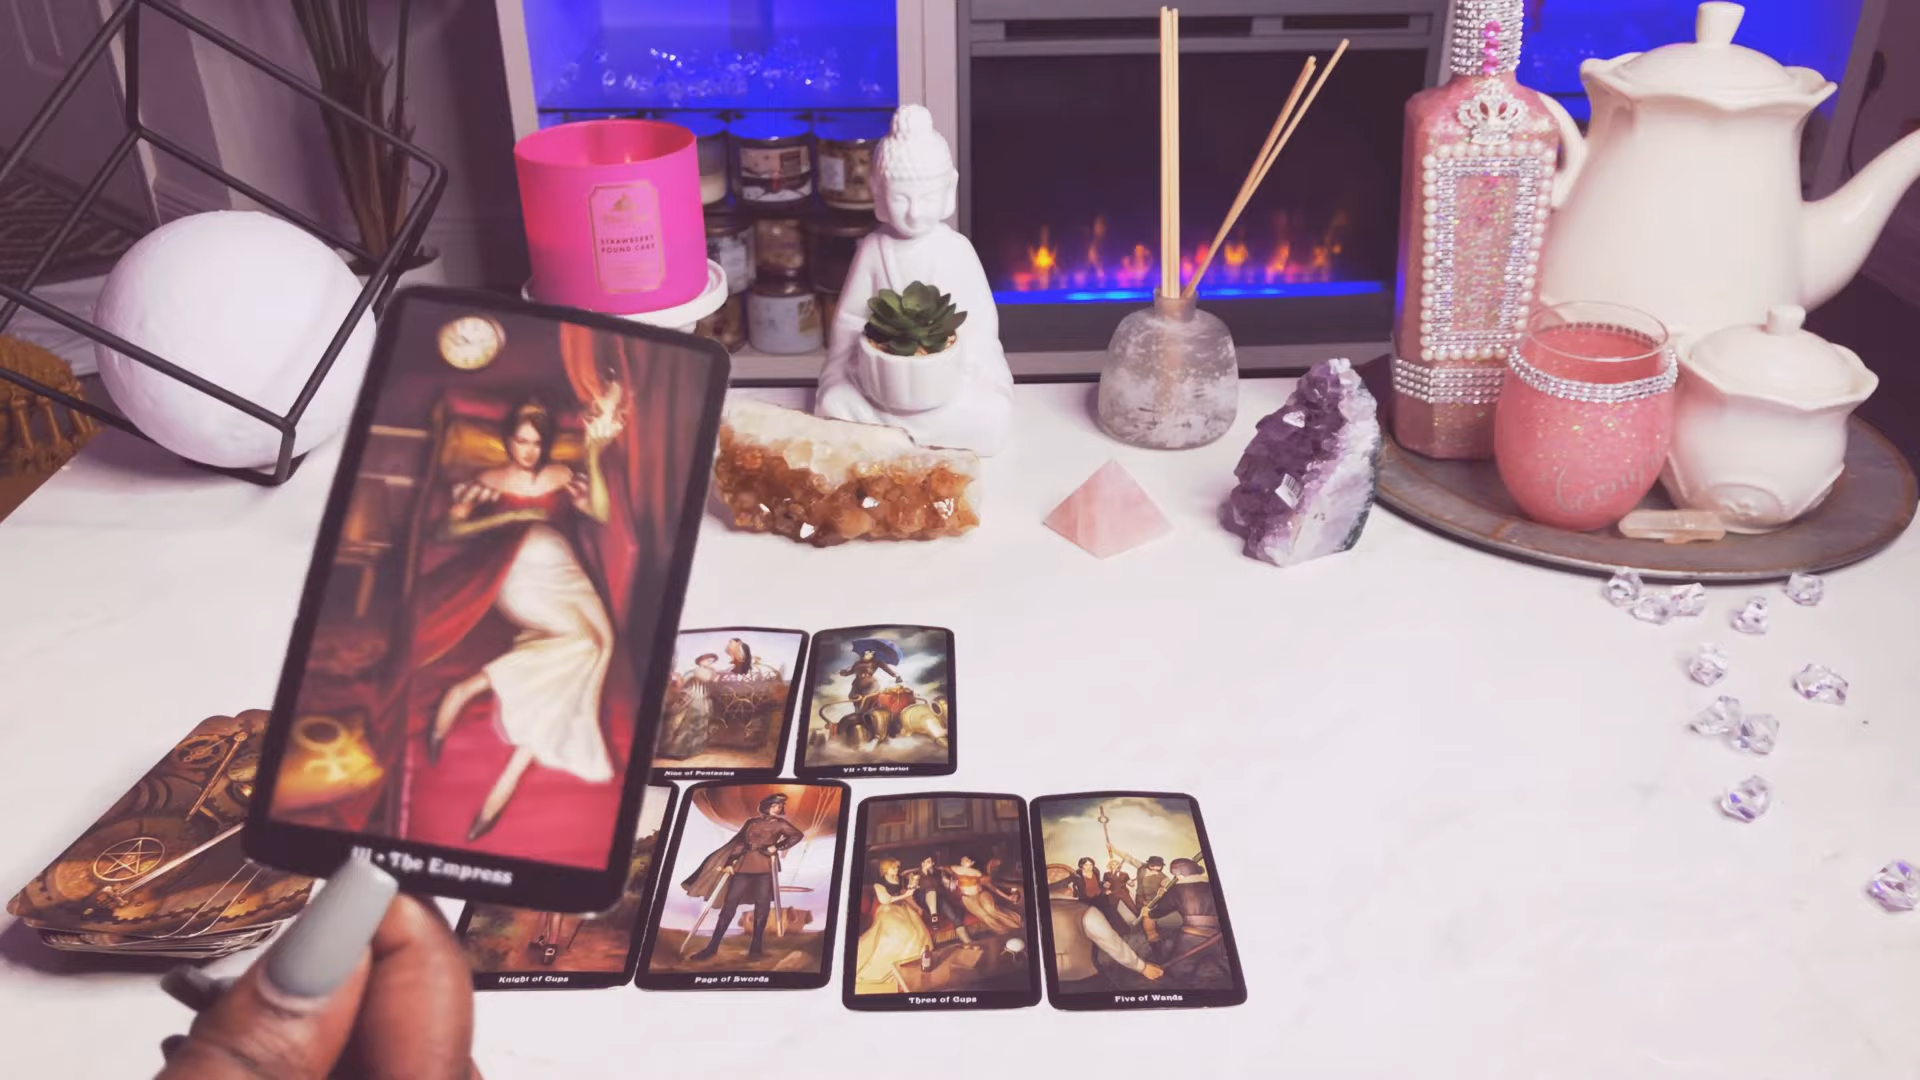 STRAWBERRY
POUND CAKE
III • The Empress
Nine of Pentacles
VII • The Chariot
Knight of Cups
Page of Swords
Three of Cups
Five of Wands